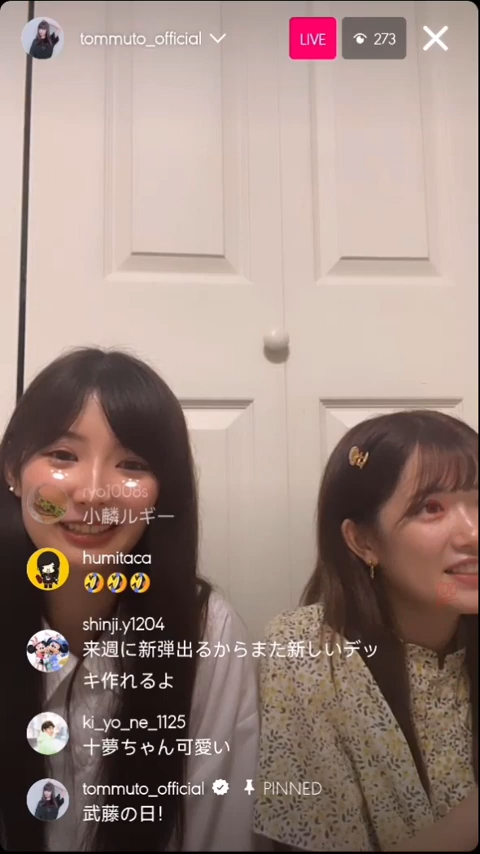 tommuto_official
LIVE
273
ryo1008s
小麟ルギー
humitaca
shinji.y1204
来週に新弾出るからまた新しいデッ
キ作れるよ
ki_yo_ne_1125
十夢ちゃん可愛い
tommuto_official PINNED
武藤の日!